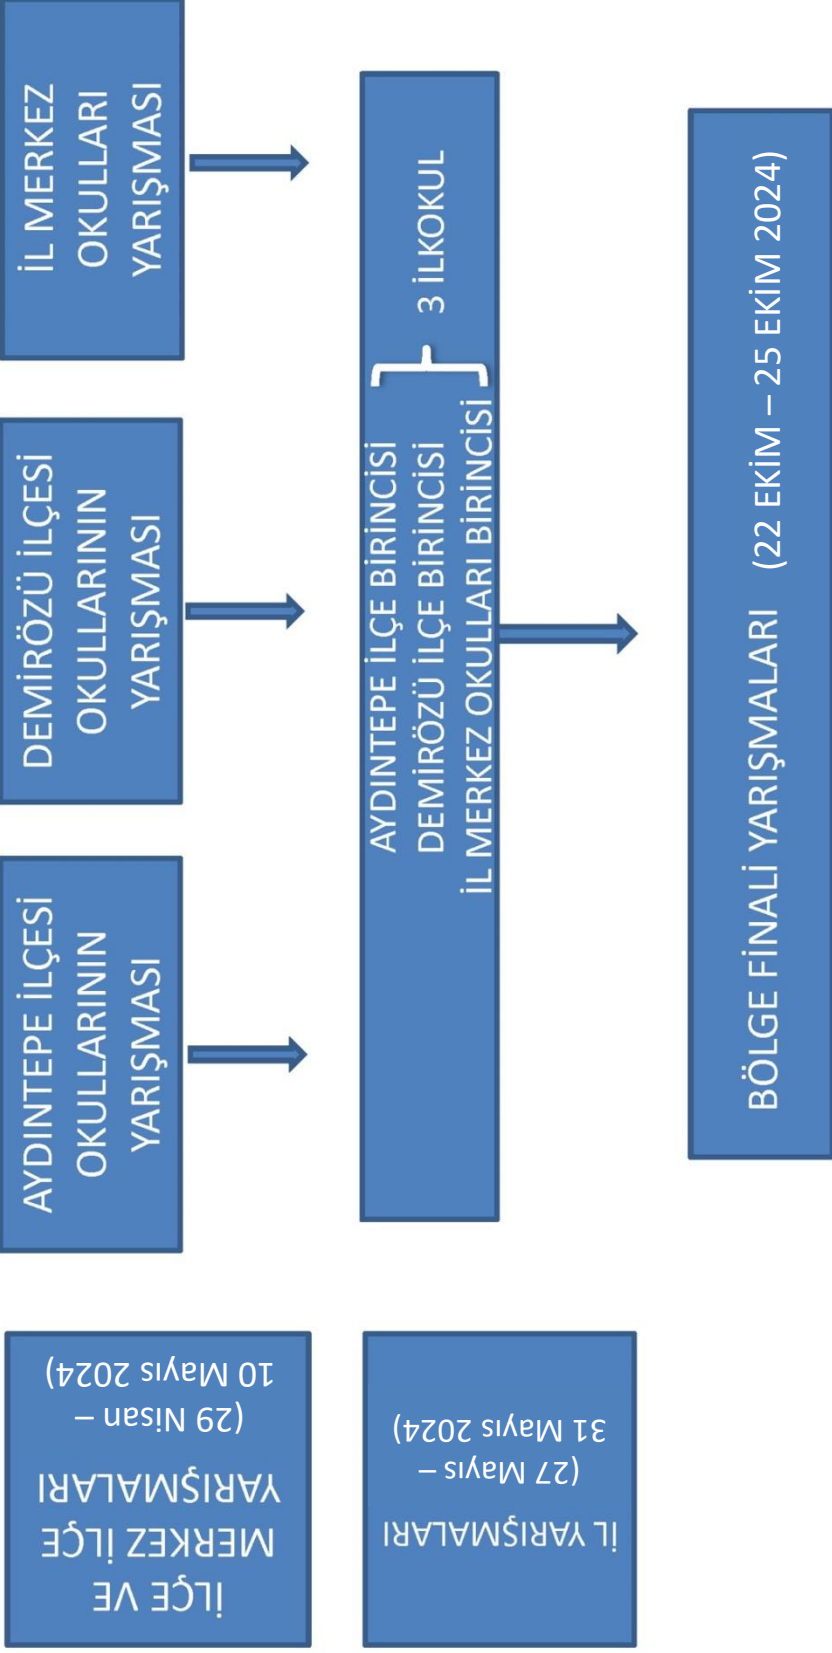 İLÇE VE
MERKEZ İLÇE
YARIŞMALARI
(29 Nisan –
10 Mayıs 2024)
AYDINTEPE İLÇESİ
OKULLARININ
YARIŞMASI
DEMİRÖZÜ İLÇESİ
OKULLARININ
YARIŞMASI
İL MERKEZ
OKULLARI
YARIŞMASI
İL YARIŞMALARI
(27 Mayıs –
31 Mayıs 2024)
AYDINTEPE İLÇE BİRİNCİSİ
DEMİRÖZÜ İLÇE BİRİNCİSİ
İL MERKEZ OKULLARI BİRİNCİSİ
3 İLKOKUL
BÖLGE FİNALİ YARIŞMALARI (22 EKİM – 25 EKİM 2024)